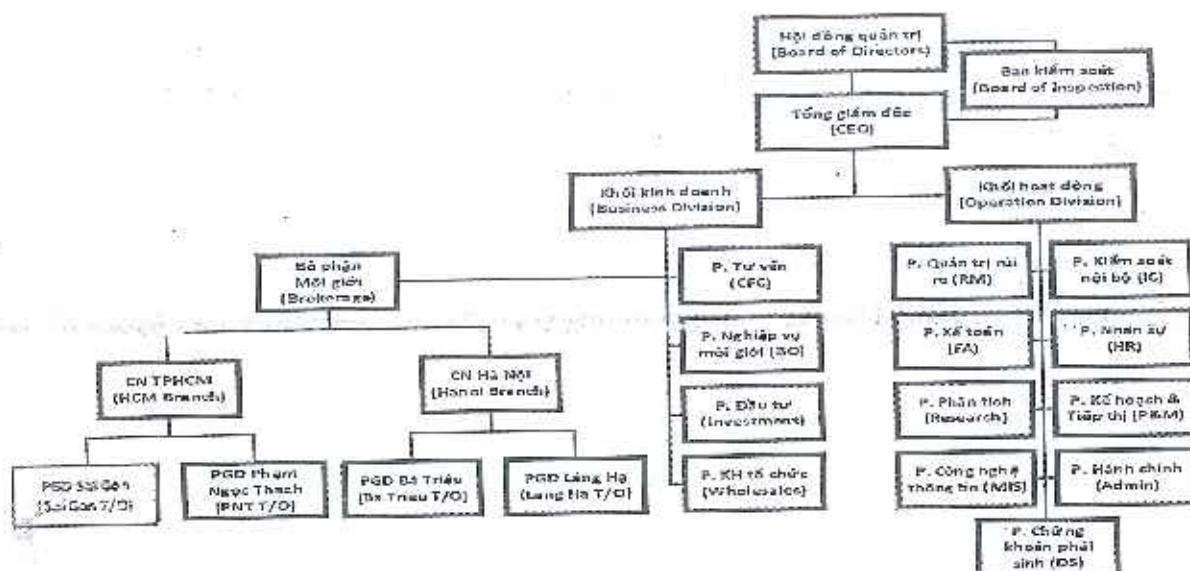 Hội đồng quản trị
(Board of Directors)
Ban kiểm soát
(Board of Inspection)
Tổng giám đốc
(CEO)
Khối kinh doanh
(Business Division)
Khối hoạt động
(Operation Division)
Bộ phận
Môi giới
(Brokerage)
P. Tư vấn
(CFC)
P. Quản trị rủi
ro (RM)
P. Kiểm soát
nội bộ (IC)
P. Nghiệp vụ
môi giới (BO)
P. Kế toán
(FA)
P. Nhân sự
(HR)
CN TPHCM
(HCM Branch)
CN Hà Nội
(Hanoi Branch)
P. Đầu tư
(Investment)
P. Phân tích
(Research)
P. Kế hoạch &
Tiếp thị (P&M)
PGD Sài Gòn
(Sai Gon T/O)
PGD Phạm
Ngọc Thạch
(PNT T/O)
PGD Bà Triệu
(Ba Trieu T/O)
PGD Láng Hạ
(Lang Ha T/O)
P. KH tổ chức
(Wholesales)
P. Công nghệ
thông tin (MIS)
P. Hành chính
(Admin)
P. Chứng
khoán phái
sinh (DS)